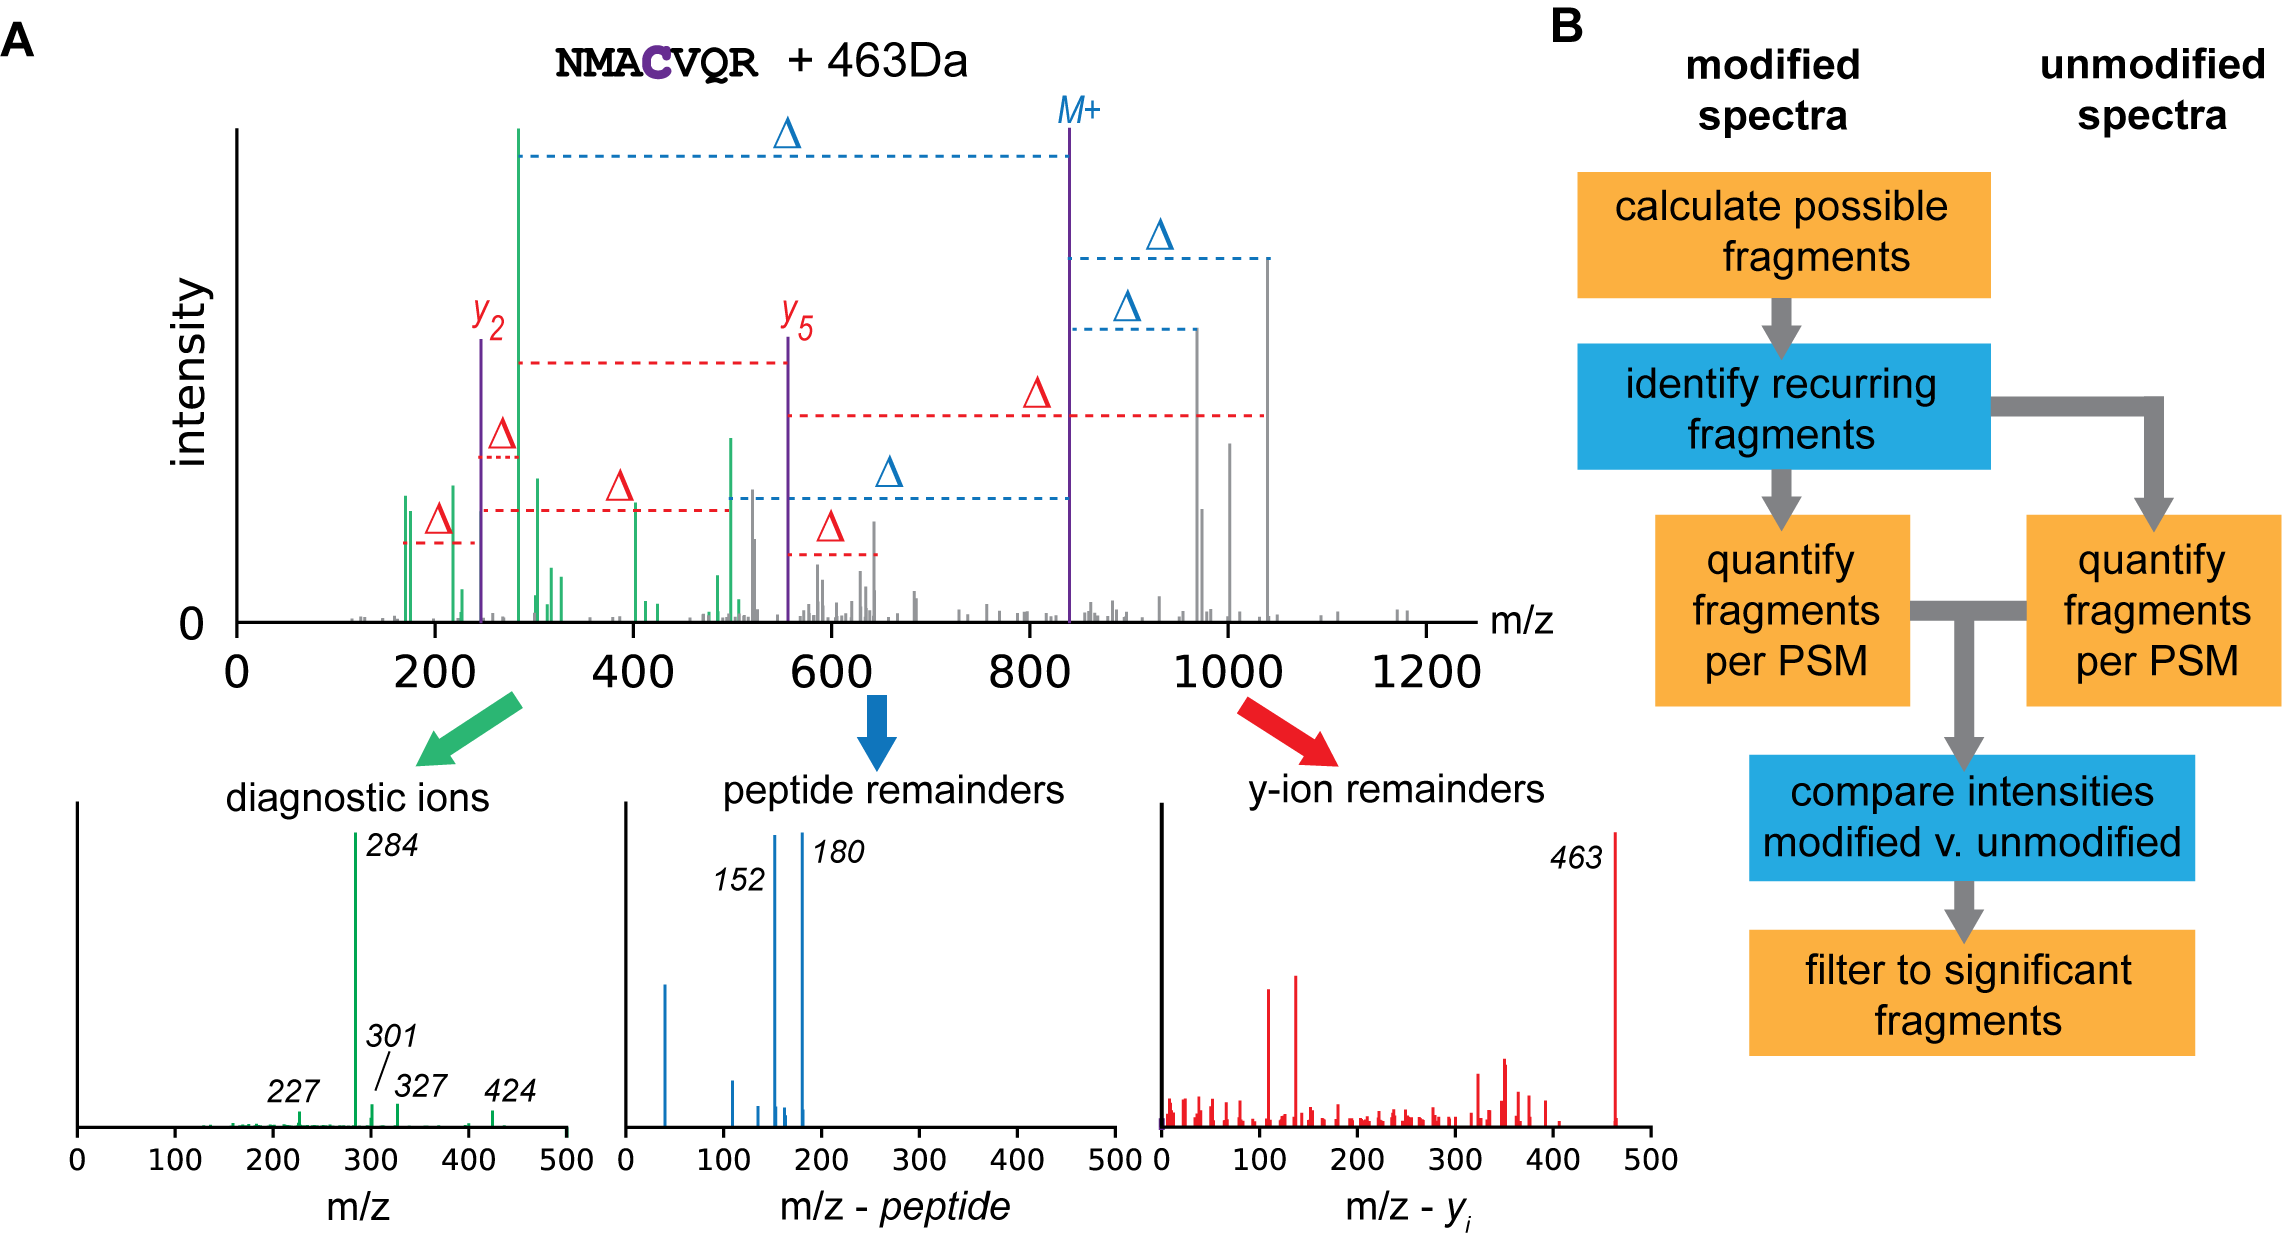 A
NMACVQR + 463Da
M+
Δ
Δ
Δ
y2
y5
Δ
Δ
Δ
Δ
Δ
Δ
intensity
0
m/z
0 200 400 600 800 1000 1200
diagnostic ions
284
301
227
327
424
0 100 200 300 400 500
m/z
peptide remainders
152
180
0 100 200 300 400 500
m/z - peptide
y-ion remainders
463
0 100 200 300 400 500
m/z - yi
B
modified
spectra
unmodified
spectra
calculate possible
fragments
identify recurring
fragments
quantify
fragments
per PSM
quantify
fragments
per PSM
compare intensities
modified v. unmodified
filter to significant
fragments